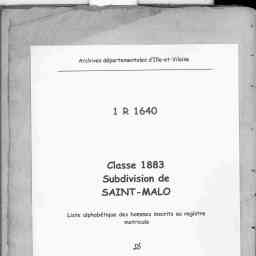 Archives départementales d'Ille-et-Vilaine
1 R 1640
Classe 1883
Subdivision de
SAINT-MALO
Liste alphabétique des hommes inscrits au registre
matricule